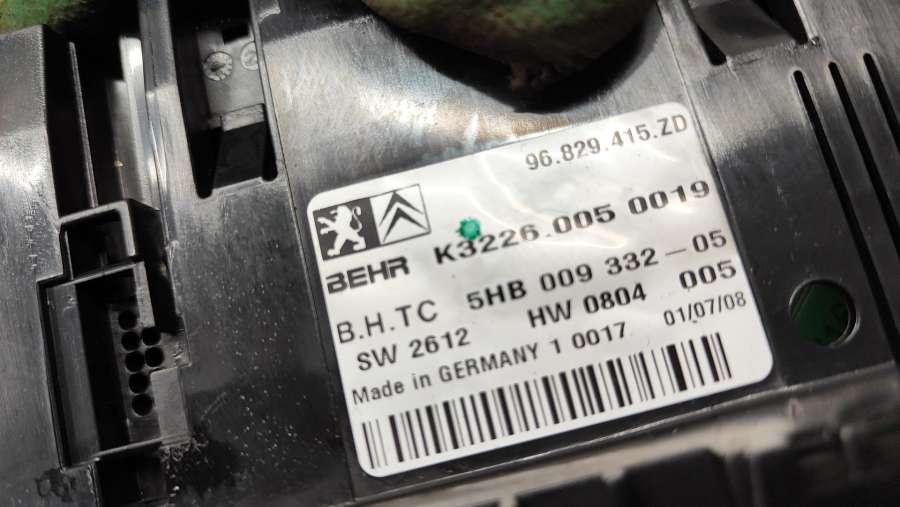 96.829.415.ZD
K3226.005 0019
BEHR
5HB 009 332-05
B.H.TC
HW 0804 005
SW 2612
01/07/08
Made in GERMANY 1 0017